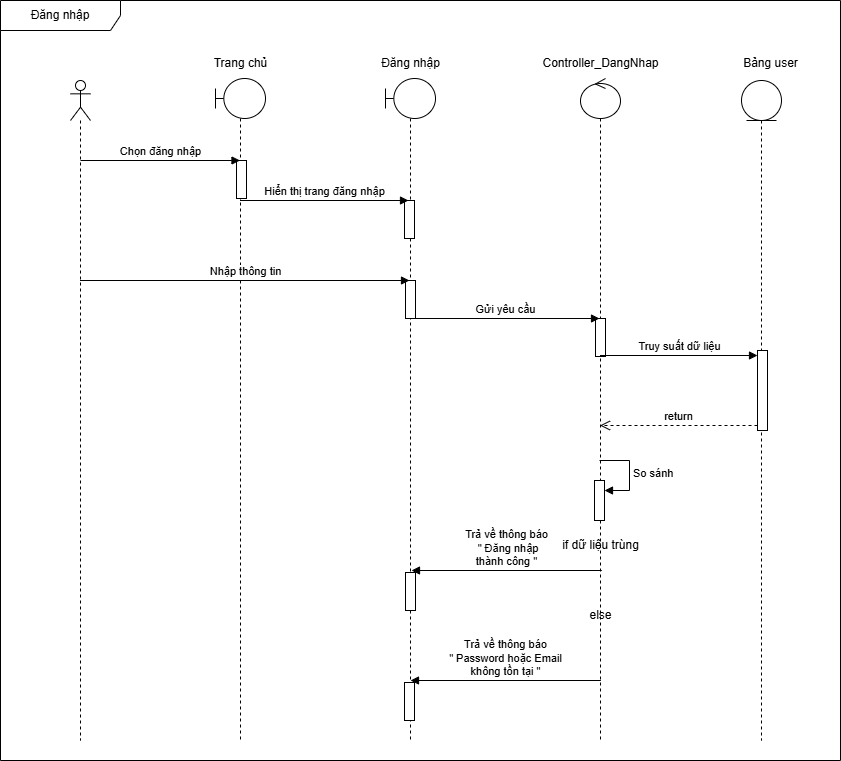 Đăng nhập
Trang chủ
Đăng nhập
Controller_DangNhap
Bảng user
Chọn đăng nhập
Hiển thị trang đăng nhập
Nhập thông tin
Gửi yêu cầu
Truy suất dữ liệu
return
So sánh
if dữ liệu trùng
Trả về thông báo
" Đăng nhập
thành công "
else
Trả về thông báo
" Password hoặc Email
không tồn tại "